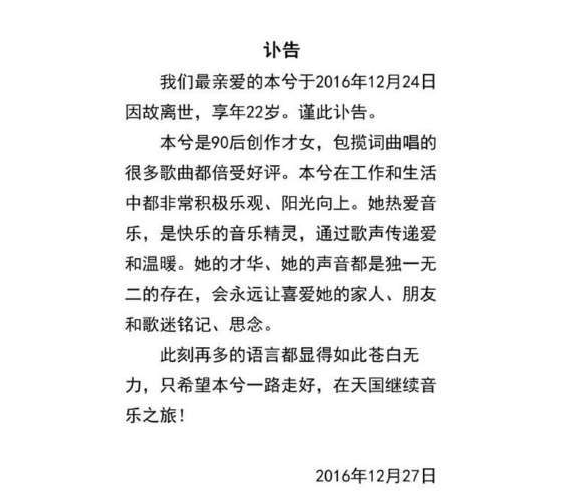 讣告
我们最亲爱的本兮于2016年12月24日
因故离世，享年22岁。谨此讣告。
本兮是90后创作才女，包揽词曲唱的
很多歌曲都倍受好评。本兮在工作和生活
中都非常积极乐观、阳光向上。她热爱音
乐，是快乐的音乐精灵，通过歌声传递爱
和温暖。她的才华、她的声音都是独一无
二的存在，会永远让喜爱她的家人、朋友
和歌迷铭记、思念。
此刻再多的语言都显得如此苍白无
力，只希望本兮一路走好，在天国继续音
乐之旅！
2016年12月27日